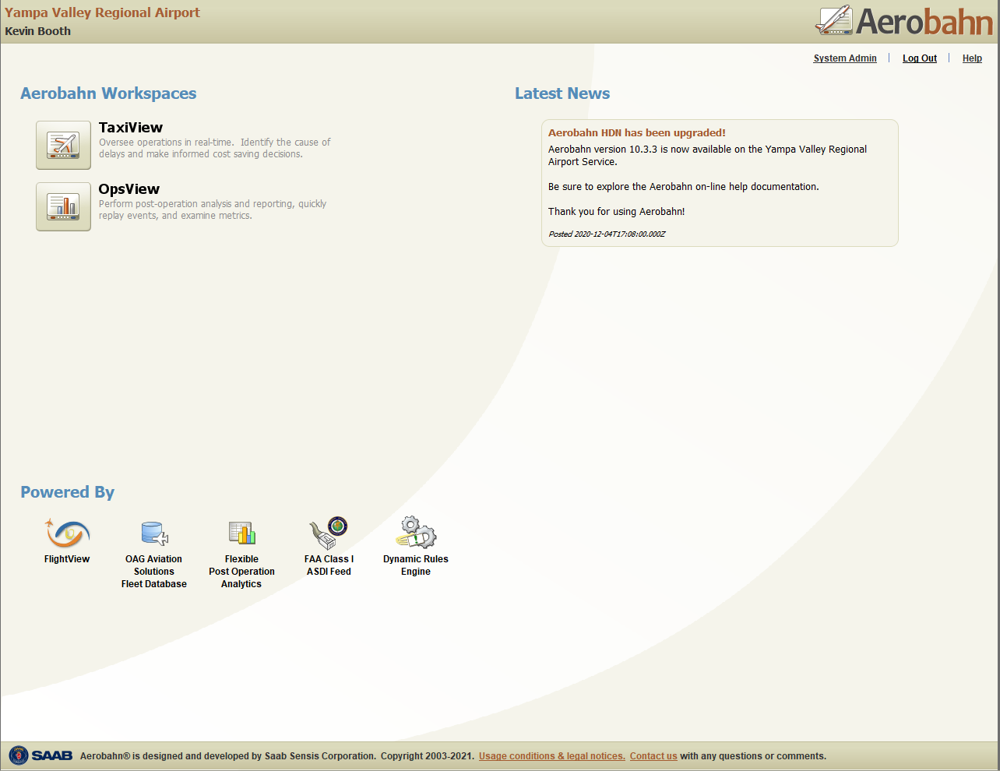 Yampa Valley Regional Airport
Kevin Booth
Aerobahn
System Admin
Log Out
Help
Aerobahn Workspaces
TaxiView
Oversee operations in real-time. Identify the cause of
delays and make informed cost saving decisions.
OpsView
Perform post-operation analysis and reporting, quickly
replay events, and examine metrics.
Latest News
Aerobahn HDN has been upgraded!
Aerobahn version 10.3.3 is now available on the Yampa Valley Regional
Airport Service.
Be sure to explore the Aerobahn on-line help documentation.
Thank you for using Aerobahn!
Posted 2020-12-04T17:08:00.000Z
Powered By
FlightView
OAG Aviation
Solutions
Fleet Database
Flexible
Post Operation
Analytics
FAA Class I
ASDI Feed
Dynamic Rules
Engine
SAAB
Aerobahn® is designed and developed by Saab Sensis Corporation. Copyright 2003-2021. Usage conditions & legal notices. Contact us with any questions or comments.